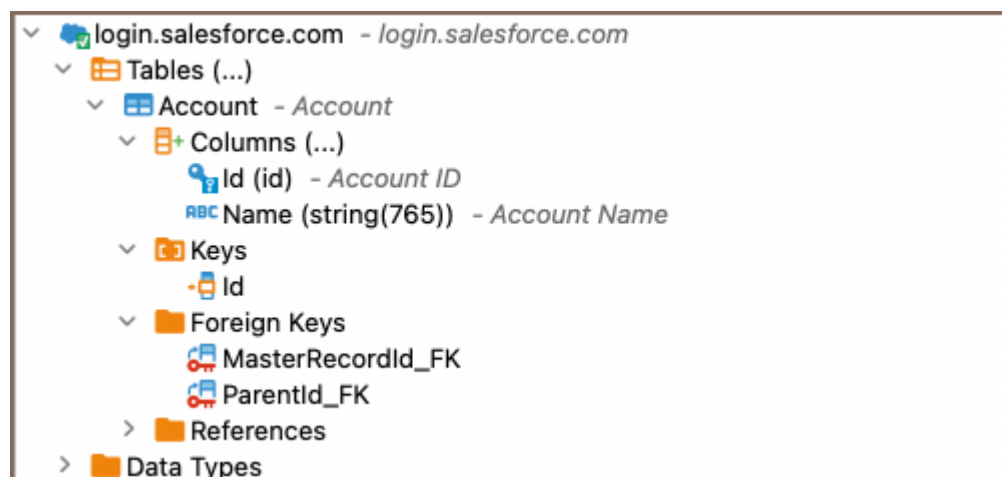 login.salesforce.com - login.salesforce.com
Tables (...)
Account - Account
Columns (...)
Id (id) - Account ID
ABC Name (string(765)) - Account Name
Keys
Id
Foreign Keys
MasterRecordId_FK
ParentId_FK
References
Data Types